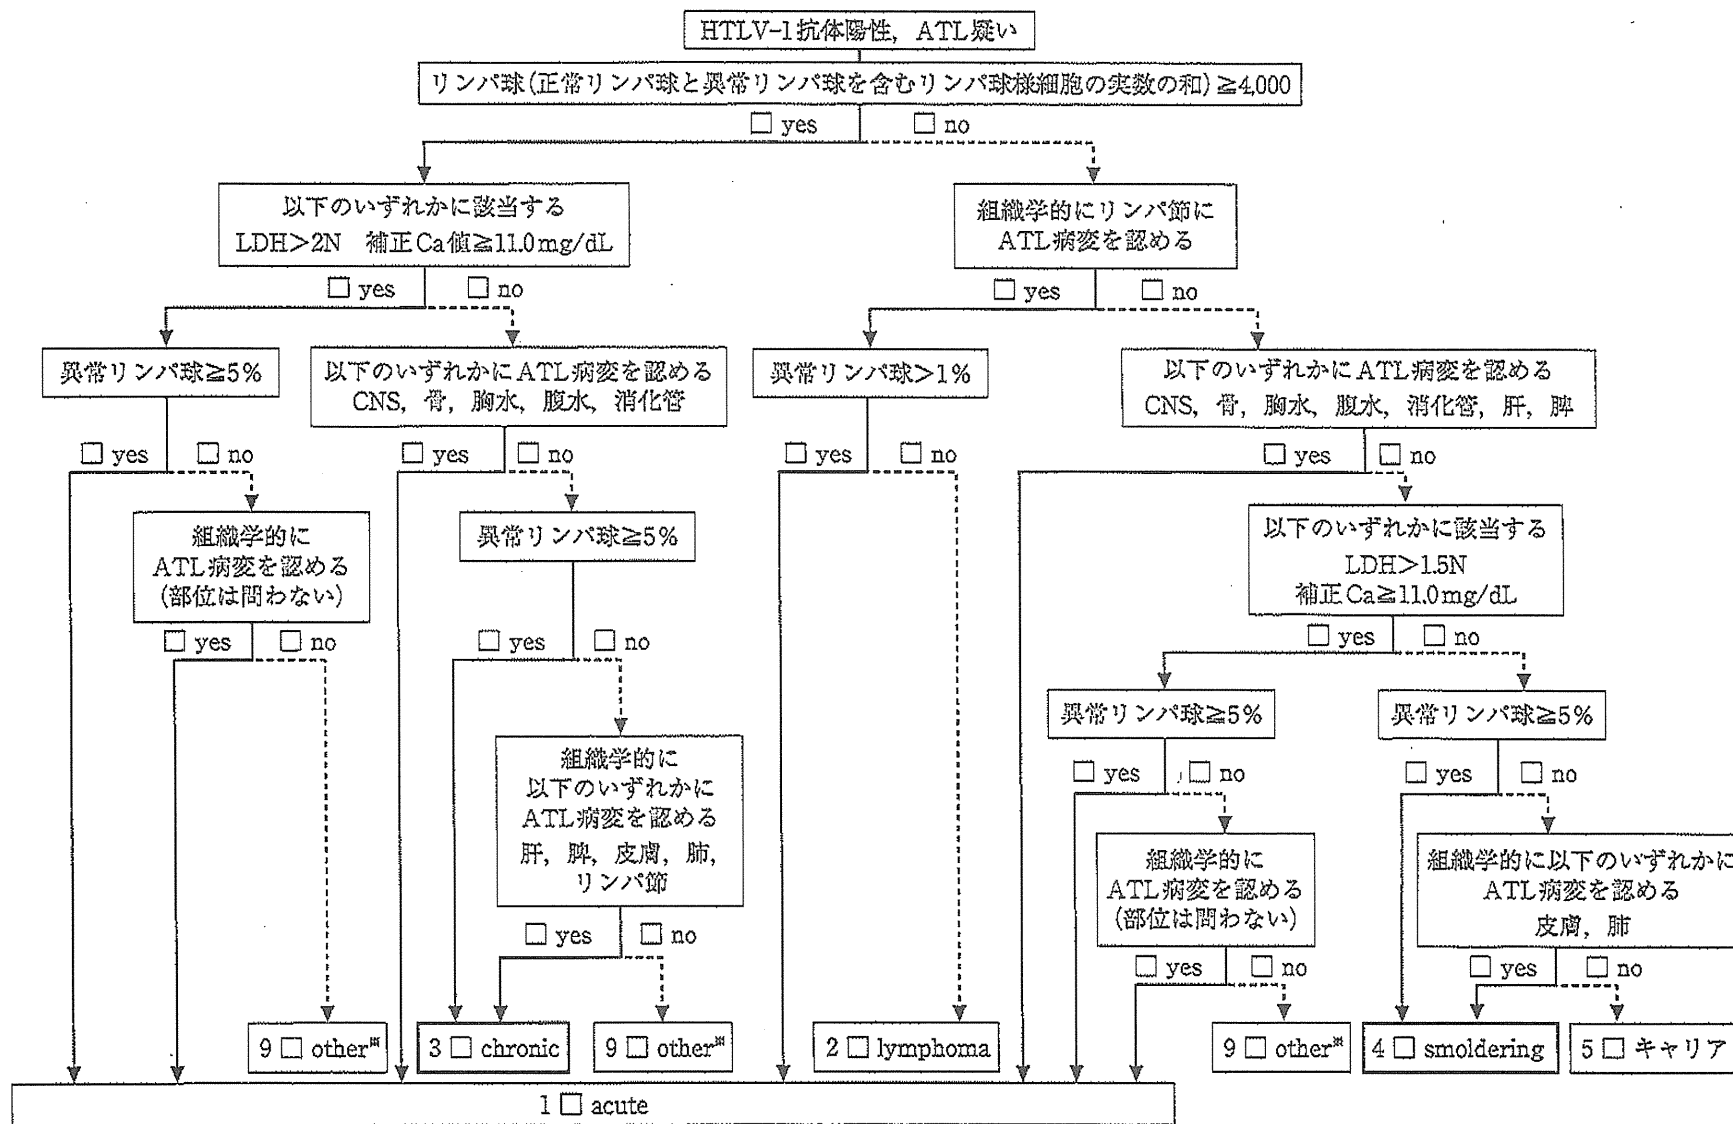 HTLV-1抗体陽性，ATL疑い
リンパ球(正常リンパ球と異常リンパ球を含むリンパ球様細胞の実数の和)≧4,000
□ yes □ no
以下のいずれかに該当する
LDH>2N 補正Ca値≧11.0mg/dL
組織学的にリンパ節に
ATL病変を認める
□ yes □ no
□ yes □ no
異常リンパ球≧5%
以下のいずれかにATL病変を認める
CNS，骨，胸水，腹水，消化管
異常リンパ球>1%
以下のいずれかにATL病変を認める
CNS，骨，胸水，腹水，消化管，肝，脾
□ yes □ no
□ yes □ no
□ yes □ no
□ yes □ no
組織学的に
ATL病変を認める
(部位は問わない)
異常リンパ球≧5%
以下のいずれかに該当する
LDH>1.5N
補正Ca≧11.0mg/dL
□ yes □ no
□ yes □ no
□ yes □ no
組織学的に
以下のいずれかに
ATL病変を認める
肝，脾，皮膚，肺，
リンパ節
異常リンパ球≧5%
異常リンパ球≧5%
□ yes □ no
□ yes □ no
組織学的に
ATL病変を認める
(部位は問わない)
組織学的に以下のいずれかに
ATL病変を認める
皮膚，肺
□ yes □ no
□ yes □ no
□ yes □ no
9 □ other※
3 □ chronic
9 □ other※
2 □ lymphoma
9 □ other※
4 □ smoldering
5 □ キャリア
1 □ acute